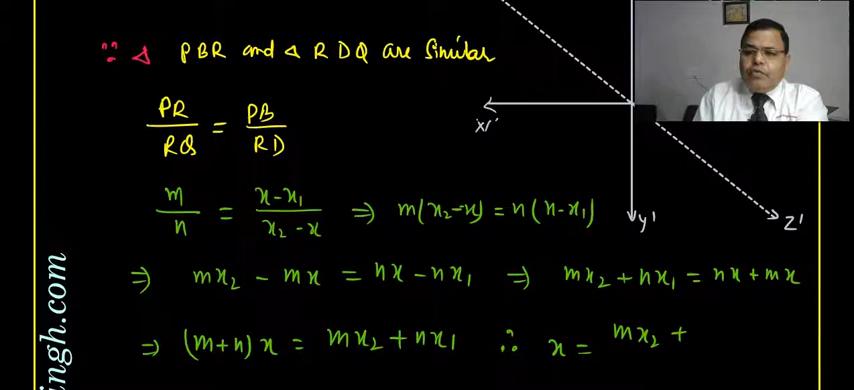 ∵ Δ PBR and Δ RDQ are Similar
PR/RQ = PB/RD
m/n = x-x₁/x₂-x ⇒ m(x₂-x) = n(x-x₁)
⇒ mx₂ - mx = nx - nx₁ ⇒ mx₂ + nx₁ = nx + mx
⇒ (m+n)x = mx₂ + nx₁ ∴ x = mx₂ +
X'
Y'
Z'
ingh.com